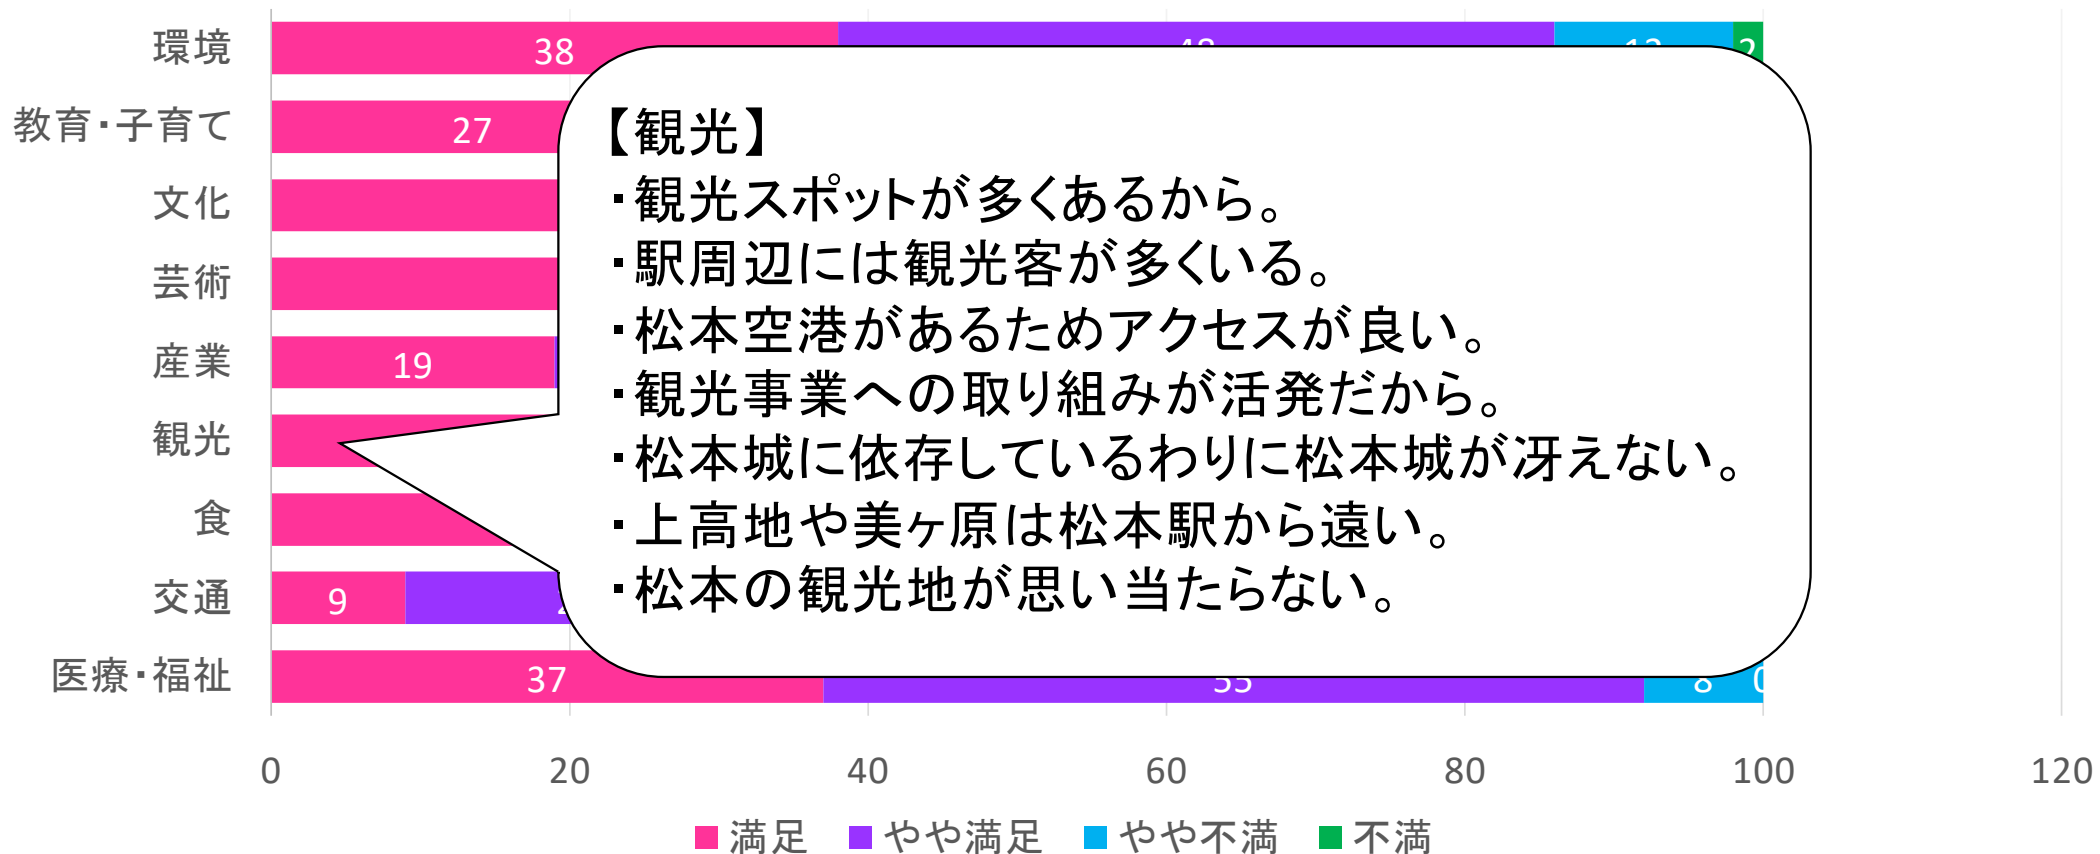 環境 38 48 12 2
教育・子育て 27
文化
芸術
産業 19
観光
食
交通 9
医療・福祉 37 55 8 0
【観光】
・観光スポットが多くあるから。
・駅周辺には観光客が多くいる。
・松本空港があるためアクセスが良い。
・観光事業への取り組みが活発だから。
・松本城に依存しているわりに松本城が冴えない。
・上高地や美ヶ原は松本駅から遠い。
・松本の観光地が思い当たらない。
0 20 40 60 80 100 120
満足 やや満足 やや不満 不満